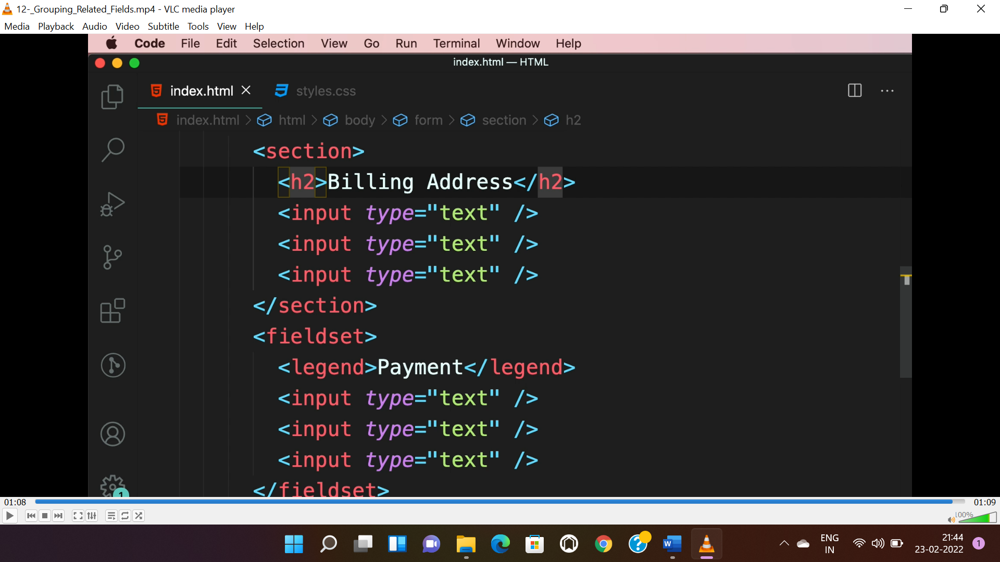 12-_Grouping_Related_Fields.mp4 - VLC media player
Media Playback Audio Video Subtitle Tools View Help
Code File Edit Selection View Go Run Terminal Window Help
index.html — HTML
index.html styles.css
index.html > html > body > form > section > h2
<section>
<h2>Billing Address</h2>
<input type="text" />
<input type="text" />
<input type="text" />
</section>
<fieldset>
<legend>Payment</legend>
<input type="text" />
<input type="text" />
<input type="text" />
</fieldset>
1
01:08 01:09
100%
ENG
IN
21:44
23-02-2022
1